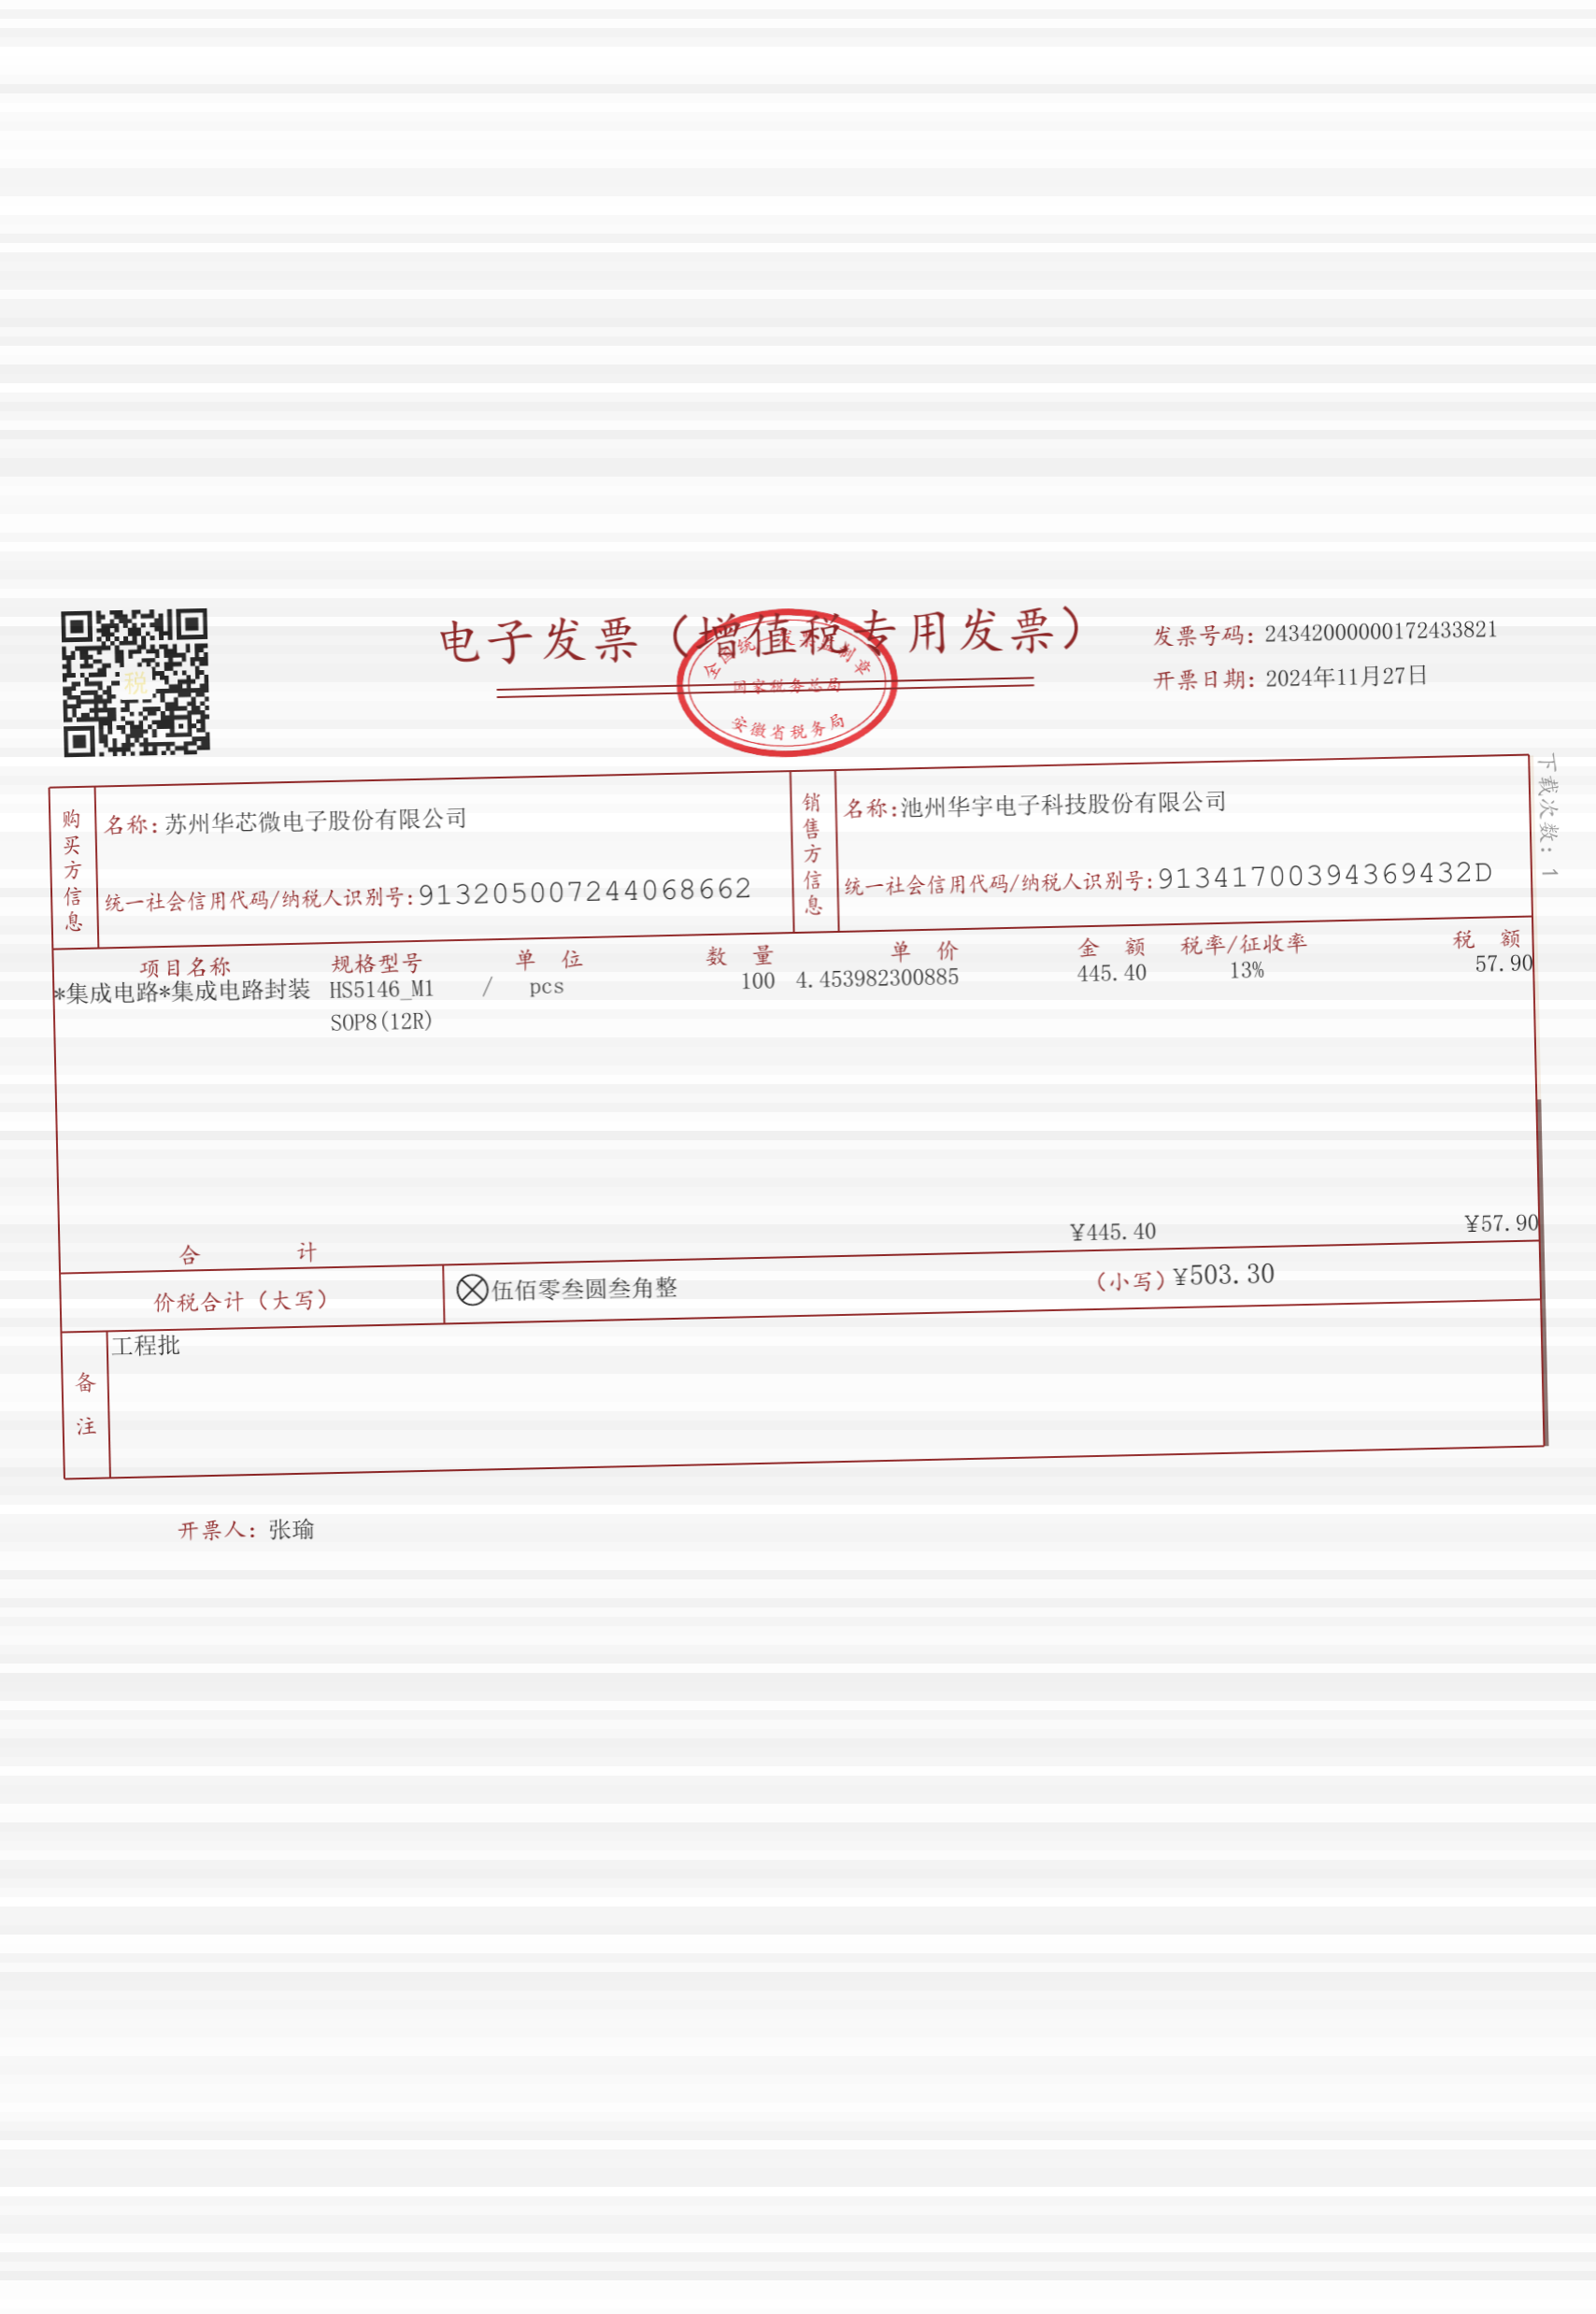 电子发票（增值税专用发票）
发票号码：24342000000172433821
开票日期：2024年11月27日
税
全国统一发票监制章
国家税务总局
安徽省税务局
下载次数：1
购买方信息
名称：苏州华芯微电子股份有限公司
统一社会信用代码/纳税人识别号：913205007244068662
销售方信息
名称：池州华宇电子科技股份有限公司
统一社会信用代码/纳税人识别号：91341700394369432D
项目名称 规格型号 单 位 数 量 单 价 金 额 税率/征收率 税 额
*集成电路*集成电路封装 HS5146_M1 / pcs 100 4.453982300885 445.40 13% 57.90
SOP8(12R)
合 计 ¥445.40 ¥57.90
价税合计（大写） ⊗伍佰零叁圆叁角整 （小写）¥503.30
备注
工程批
开票人：张瑜